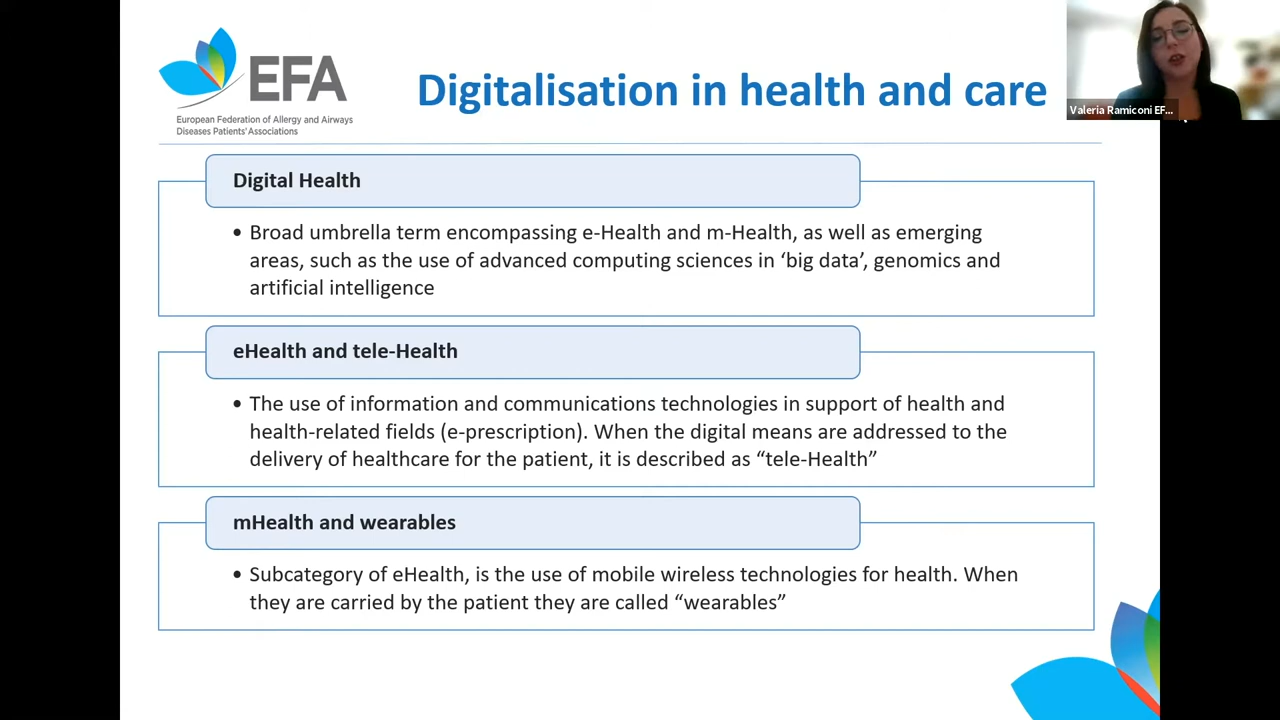 EFA
European Federation of Allergy and Airways
Diseases Patients' Associations
Digitalisation in health and care
Valeria Ramiconi EF...
Digital Health
• Broad umbrella term encompassing e-Health and m-Health, as well as emerging
areas, such as the use of advanced computing sciences in ‘big data’, genomics and
artificial intelligence
eHealth and tele-Health
• The use of information and communications technologies in support of health and
health-related fields (e-prescription). When the digital means are addressed to the
delivery of healthcare for the patient, it is described as “tele-Health”
mHealth and wearables
• Subcategory of eHealth, is the use of mobile wireless technologies for health. When
they are carried by the patient they are called “wearables”